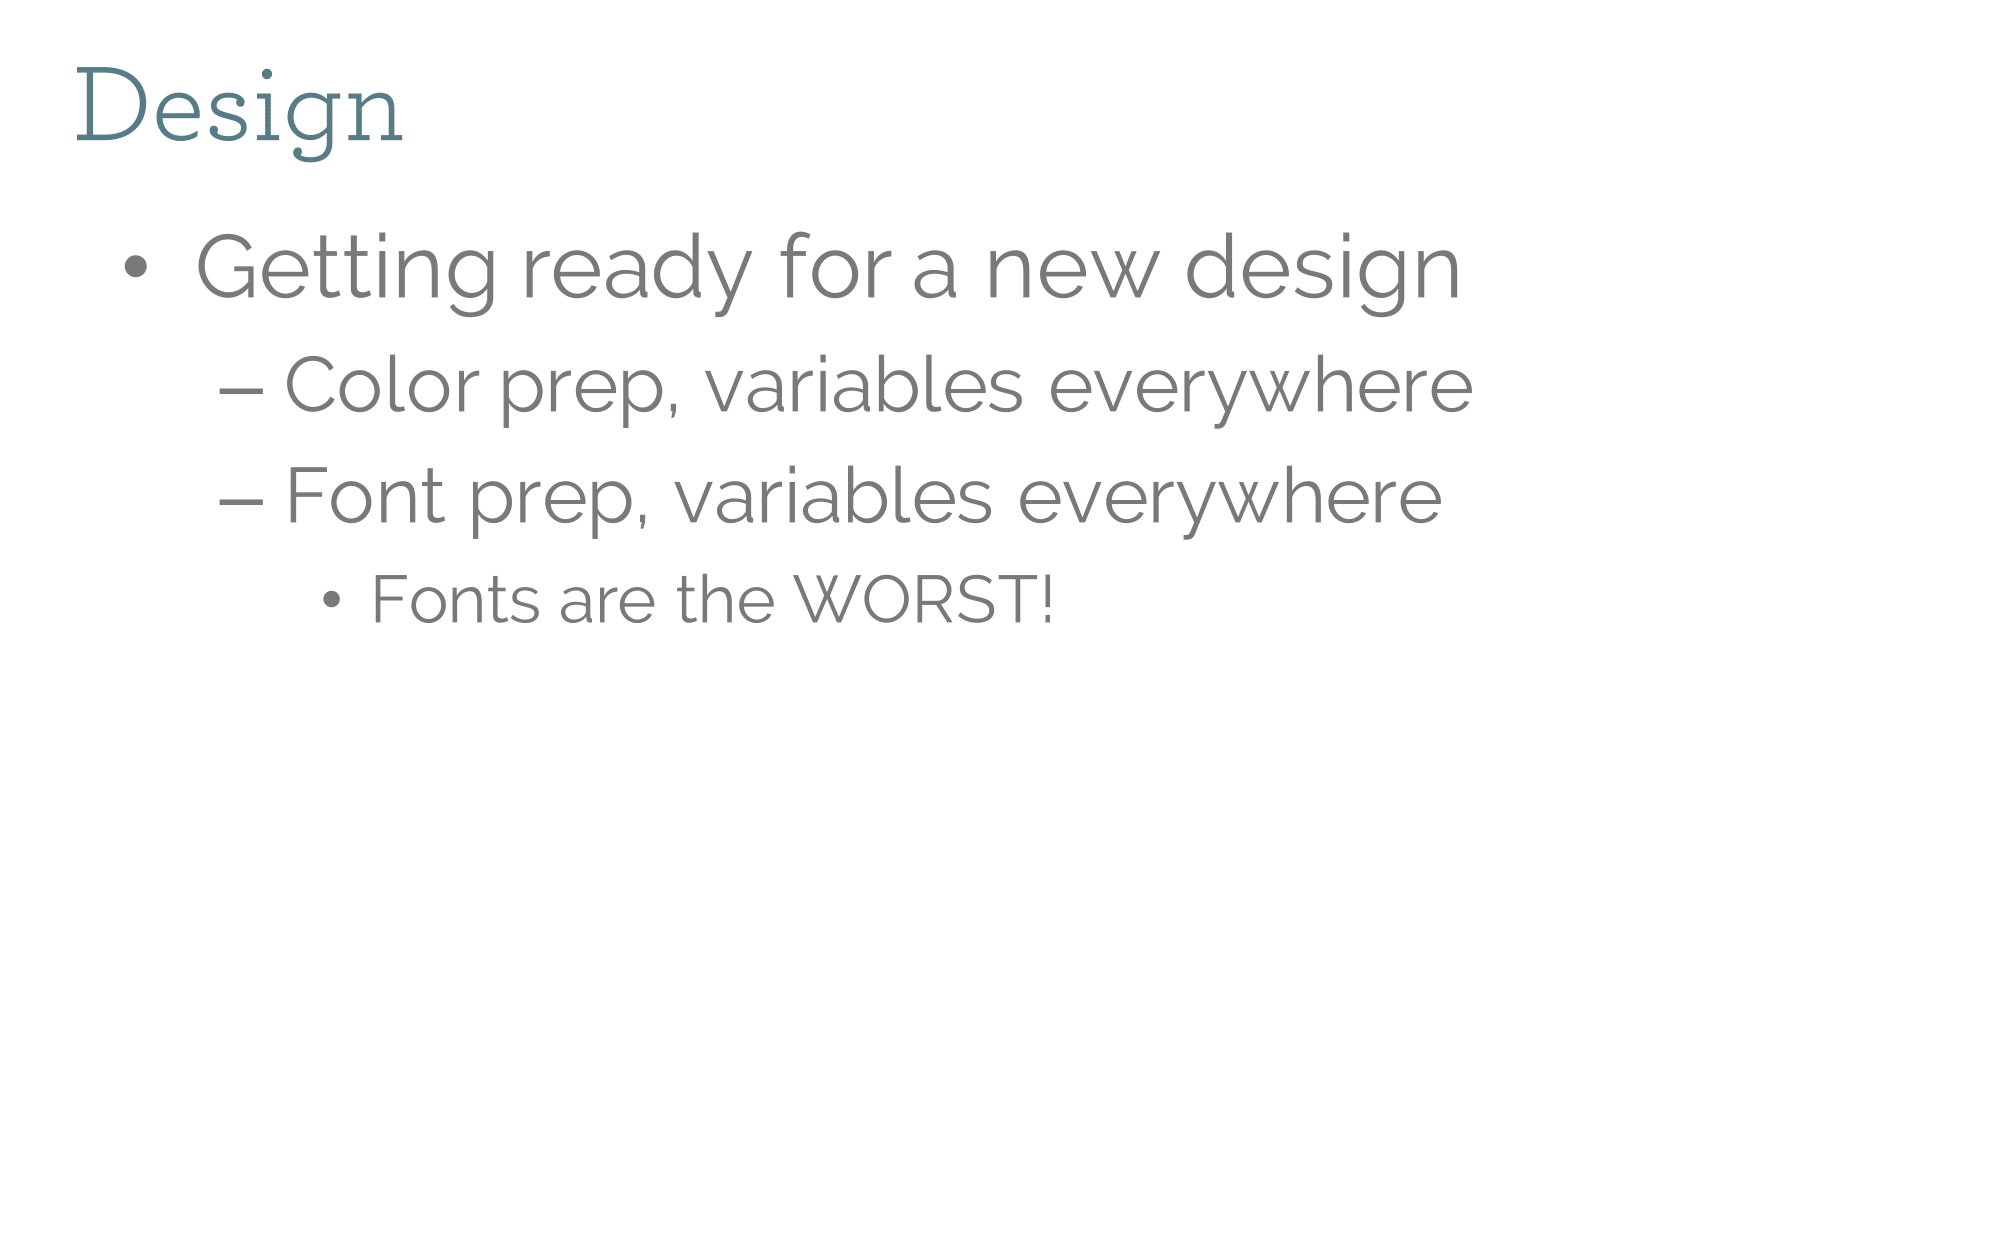 Design
• Getting ready for a new design
– Color prep, variables everywhere
– Font prep, variables everywhere
• Fonts are the WORST!